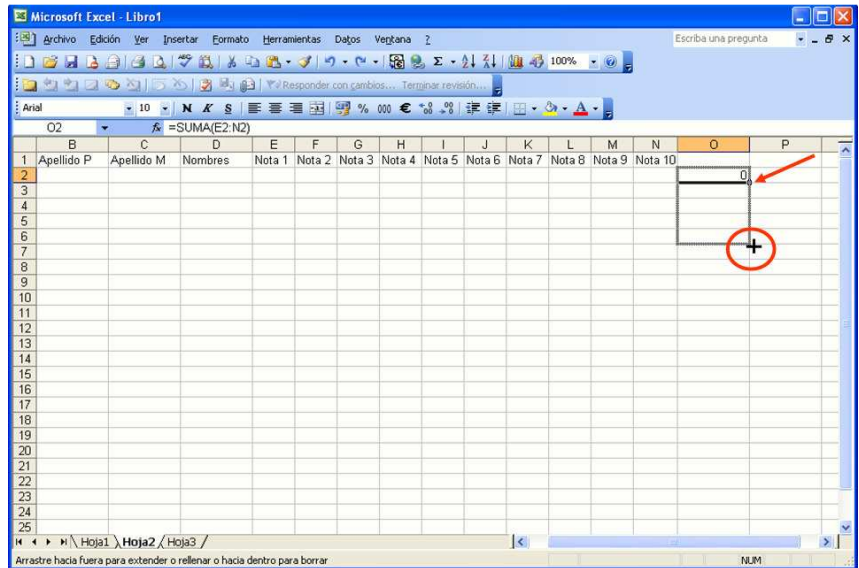 Microsoft Excel - Libro1
Archivo Edición Ver Insertar Formato Herramientas Datos Ventana ? Escriba una pregunta
100%
Responder con cambios... Terminar revisión...
Arial 10 N K S % 000 €
O2 fx =SUMA(E2:N2)
B C D E F G H I J K L M N O P
1 Apellido P Apellido M Nombres Nota 1 Nota 2 Nota 3 Nota 4 Nota 5 Nota 6 Nota 7 Nota 8 Nota 9 Nota 10
2 0
3
4
5
6
7
8
9
10
11
12
13
14
15
16
17
18
19
20
21
22
23
24
25
Hoja1 Hoja2 Hoja3
Arrastre hacia fuera para extender o rellenar o hacia dentro para borrar NUM